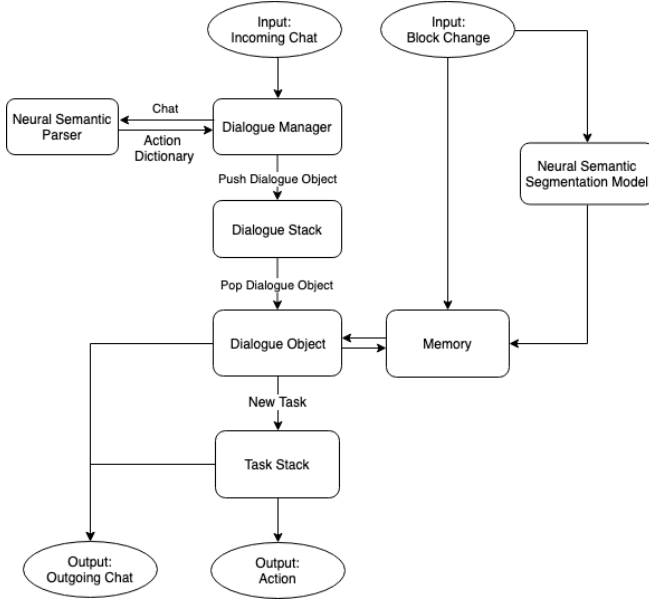 Input:
Incoming Chat
Input:
Block Change
Chat
Neural Semantic
Parser
Dialogue Manager
Action
Dictionary
Neural Semantic
Segmentation Model
Push Dialogue Object
Dialogue Stack
Pop Dialogue Object
Dialogue Object
Memory
New Task
Task Stack
Output:
Outgoing Chat
Output:
Action